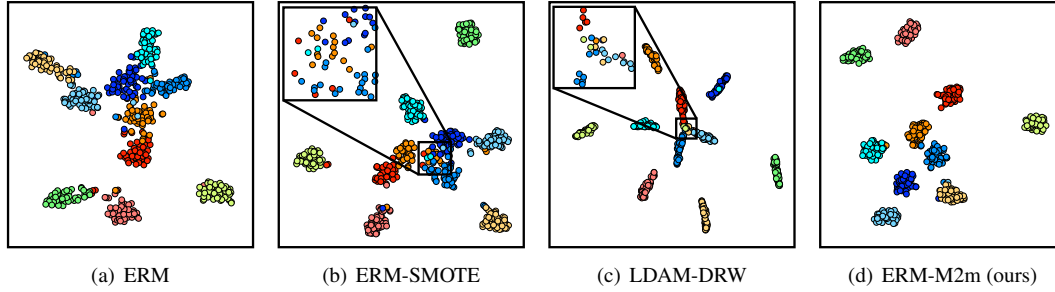 (a) ERM
(b) ERM-SMOTE
(c) LDAM-DRW
(d) ERM-M2m (ours)